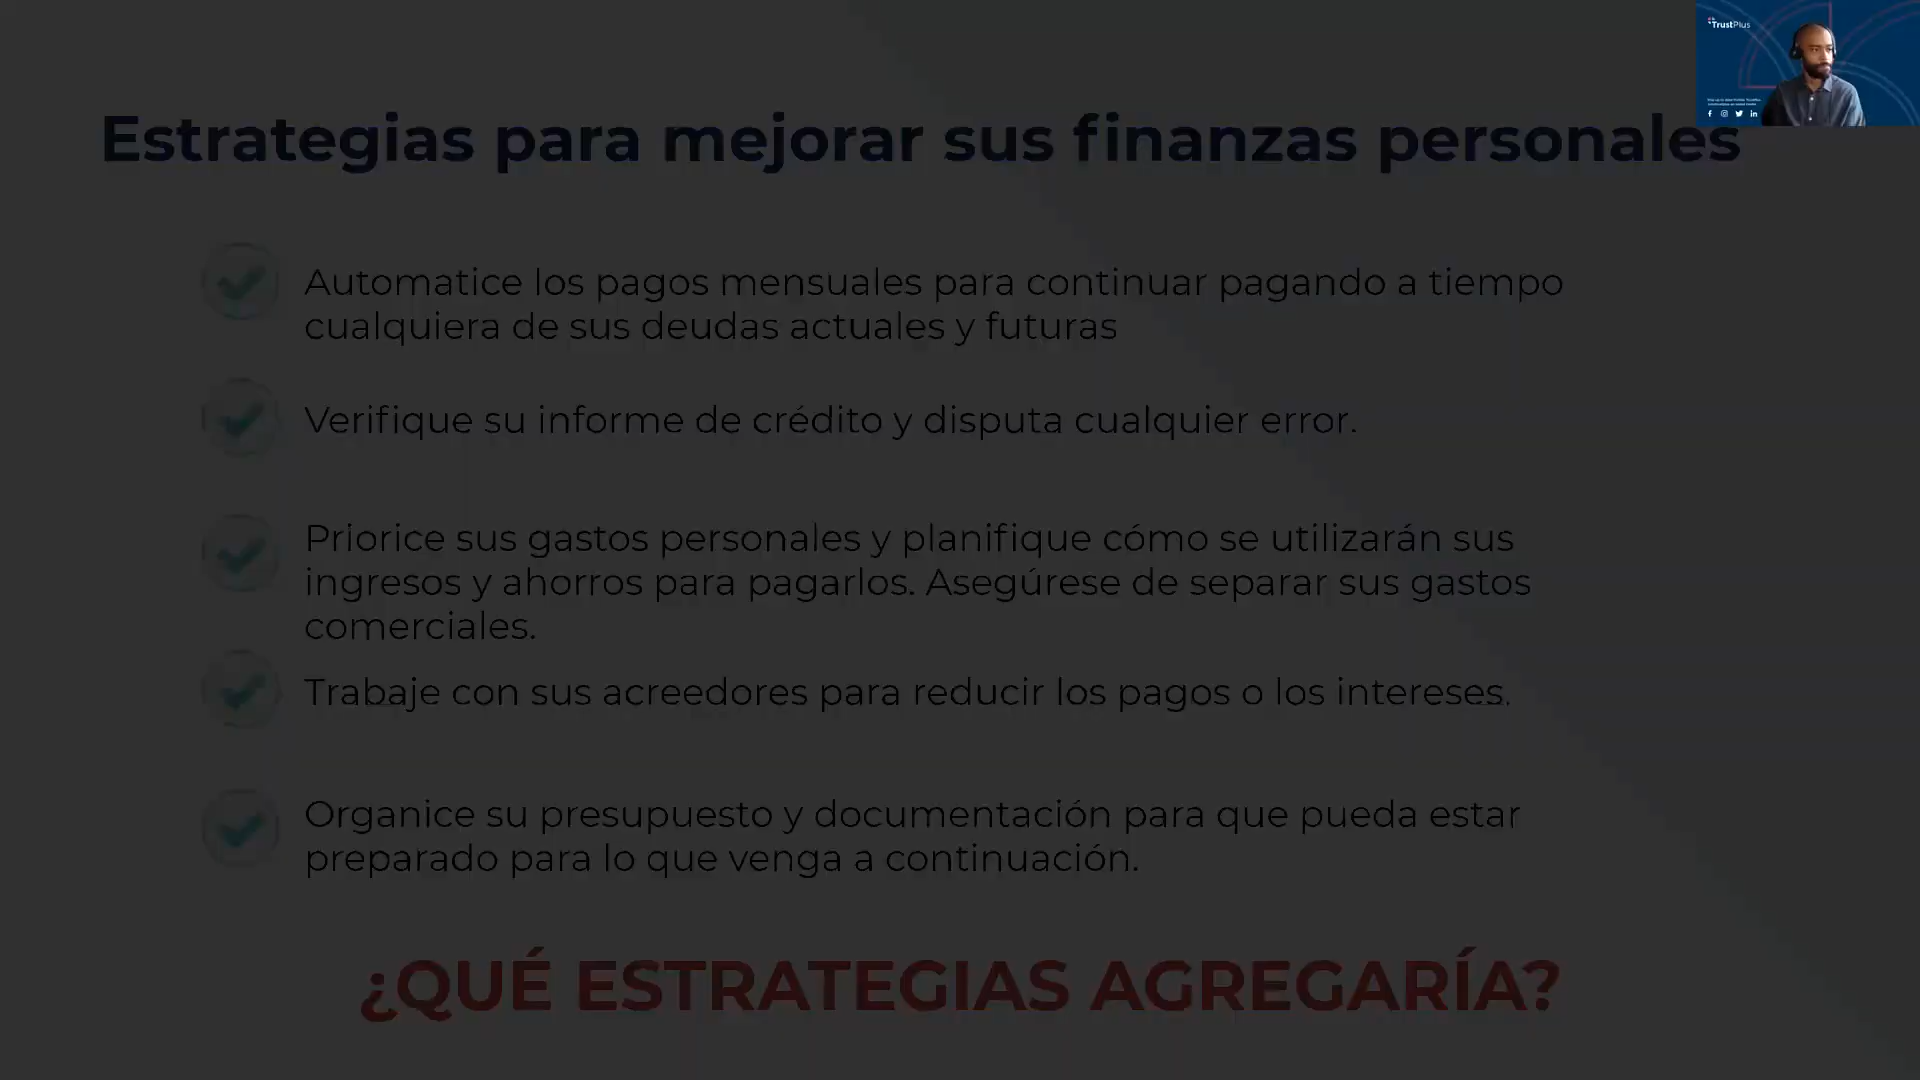 TrustPlus
Estrategias para mejorar sus finanzas personales
Automatice los pagos mensuales para continuar pagando a tiempo
cualquiera de sus deudas actuales y futuras
Verifique su informe de crédito y disputa cualquier error.
Priorice sus gastos personales y planifique cómo se utilizarán sus
ingresos y ahorros para pagarlos. Asegúrese de separar sus gastos
comerciales.
Trabaje con sus acreedores para reducir los pagos o los intereses.
Organice su presupuesto y documentación para que pueda estar
preparado para lo que venga a continuación.
¿QUÉ ESTRATEGIAS AGREGARÍA?